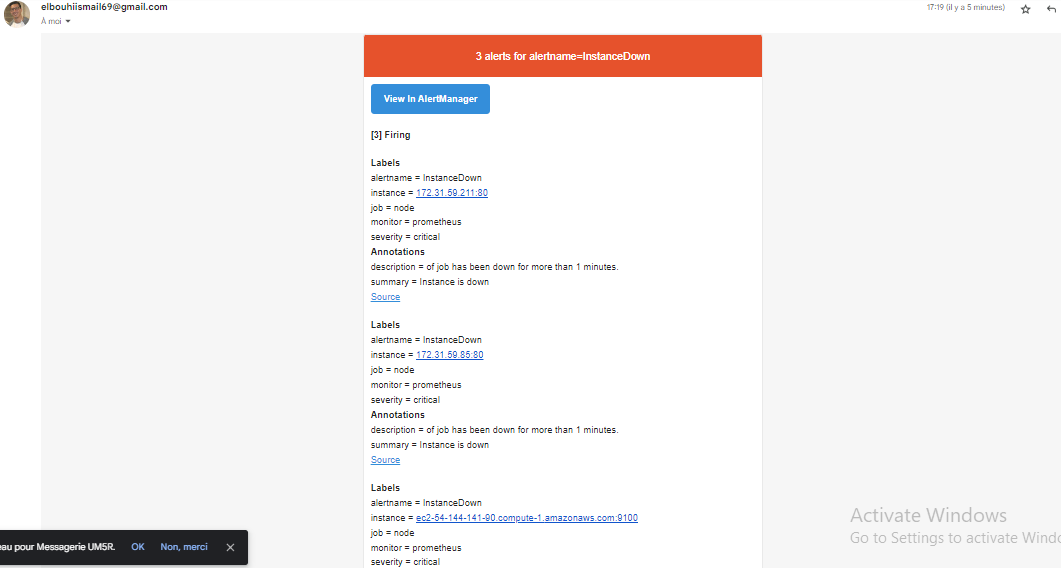 elbouhiismail69@gmail.com
17:19 (il y a 5 minutes)
À moi
3 alerts for alertname=InstanceDown
View In AlertManager
[3] Firing
Labels
alertname = InstanceDown
instance = 172.31.59.211:80
job = node
monitor = prometheus
severity = critical
Annotations
description = of job has been down for more than 1 minutes.
summary = Instance is down
Source
Labels
alertname = InstanceDown
instance = 172.31.59.85:80
job = node
monitor = prometheus
severity = critical
Annotations
description = of job has been down for more than 1 minutes.
summary = Instance is down
Source
Labels
alertname = InstanceDown
instance = ec2-54-144-141-90.compute-1.amazonaws.com:9100
job = node
monitor = prometheus
severity = critical
Activate Windows
Go to Settings to activate Windo
eau pour Messagerie UM5R. OK Non, merci